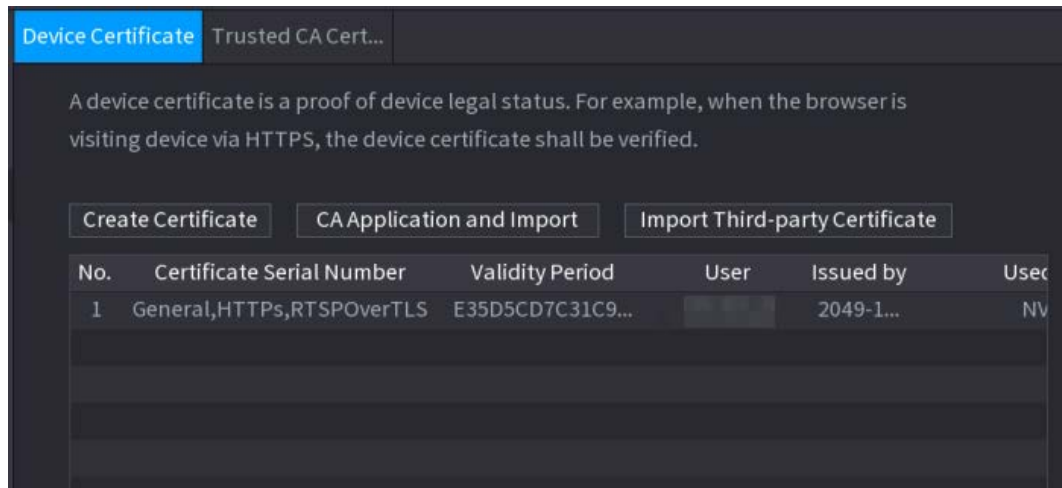 Device Certificate Trusted CA Cert...
A device certificate is a proof of device legal status. For example, when the browser is
visiting device via HTTPS, the device certificate shall be verified.
Create Certificate CA Application and Import Import Third-party Certificate
No. Certificate Serial Number Validity Period User Issued by Used
1 General,HTTPs,RTSPOverTLS E35D5CD7C31C9... 2049-1... NV